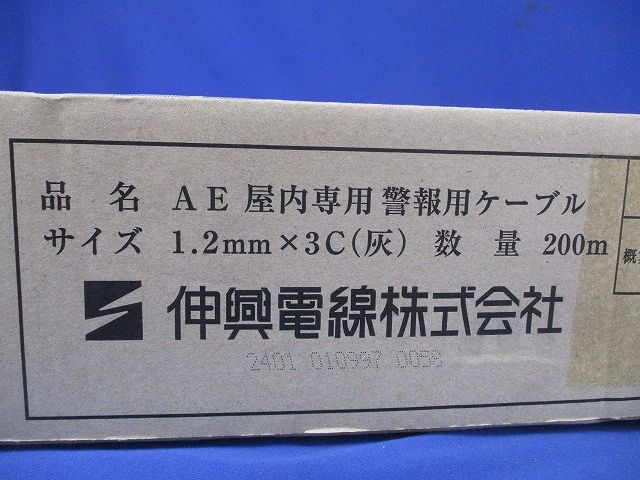 品名 AE 屋内専用 警報用ケーブル
サイズ 1.2mm×3C(灰) 数量 200m
伸興電線株式会社
2401 010997 0058
概